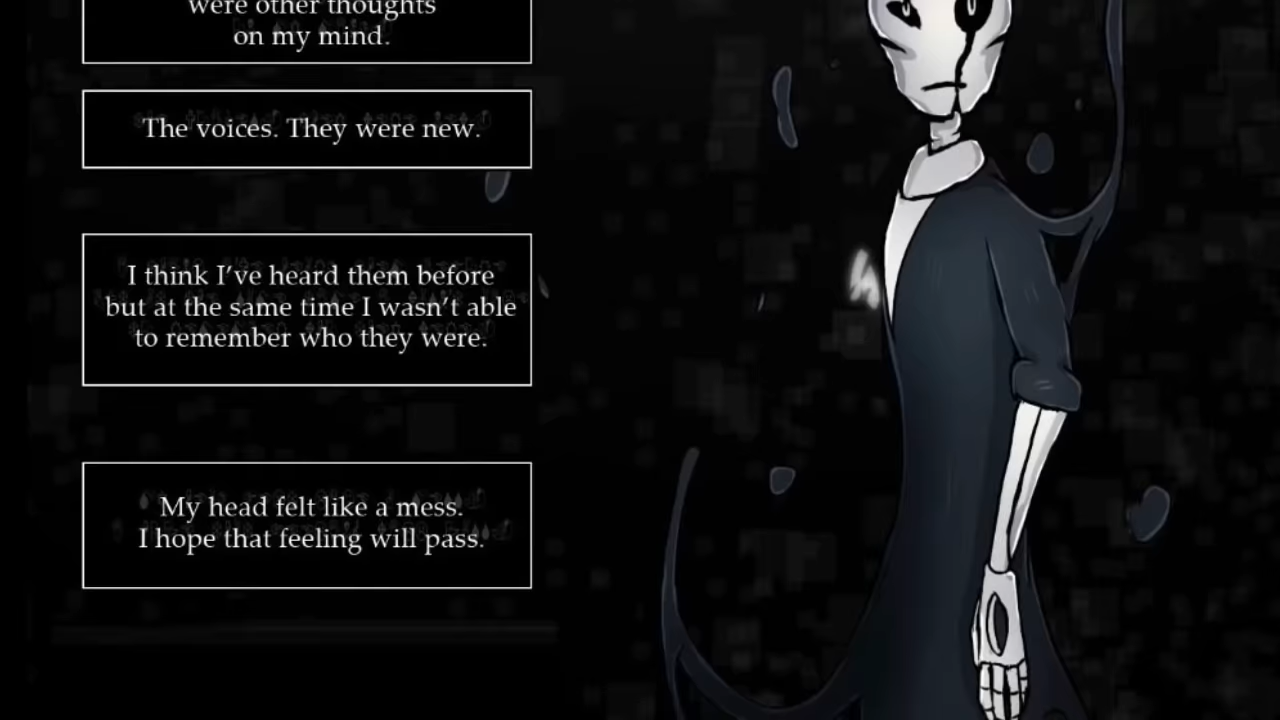 were other thoughts
on my mind.
The voices. They were new.
I think I’ve heard them before
but at the same time I wasn’t able
to remember who they were.
My head felt like a mess.
I hope that feeling will pass.